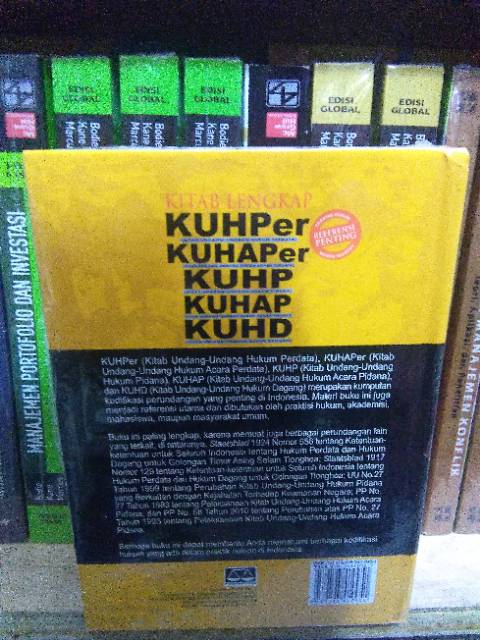 EDISI
GLOBAL
EDISI
GLOBAL
EDISI
GLOBAL
EDISI
GLOBAL
EDISI
GLOBAL
Bodie
Kane
Marcu
MANAJEMEN PORTOFOLIO DAN INVESTASI
KITAB LENGKAP
KUHPer
KUHAPer
KUHP
KUHAP
KUHD
REFERENSI
PENTING
KUHPer (Kitab Undang-Undang Hukum Perdata), KUHAPer (Kitab
Undang-Undang Hukum Acara Perdata), KUHP (Kitab Undang-Undang
Hukum Pidana), KUHAP (Kitab Undang-Undang Hukum Acara Pidana),
dan KUHD (Kitab Undang-Undang Hukum Dagang) merupakan kumpulan
kodifikasi perundangan yang penting di Indonesia. Materi buku ini juga
menjadi referensi utama dan dibutuhkan oleh praktisi hukum, akademisi,
mahasiswa, maupun masyarakat umum.
Buku ini paling lengkap, karena memuat juga berbagai perundangan lain
yang terkait, di antaranya, Staatsblad 1924 Nomor 556 tentang Ketentuan-
ketentuan untuk Seluruh Indonesia tentang Hukum Perdata dan Hukum
Dagang untuk Golongan Timur Asing Selain Tionghoa; Staatsblad 1917
Nomor 129 tentang Ketentuan-ketentuan untuk Seluruh Indonesia tentang
Hukum Perdata dan Hukum Dagang untuk Golongan Tionghoa; UU No.27
Tahun 1999 tentang Perubahan Kitab Undang-Undang Hukum Pidana
yang Berkaitan dengan Kejahatan Terhadap Keamanan Negara; PP No.
27 Tahun 1983 tentang Pelaksanaan Kitab Undang-Undang Hukum Acara
Pidana; dan PP No. 58 Tahun 2010 tentang Perubahan atas PP No. 27
Tahun 1983 tentang Pelaksanaan Kitab Undang-Undang Hukum Acara
Pidana.
Semoga buku ini dapat membantu Anda memahami berbagai kodifikasi
hukum yang ada dalam praktik hukum di Indonesia.
MANAJEMEN KONFLIK